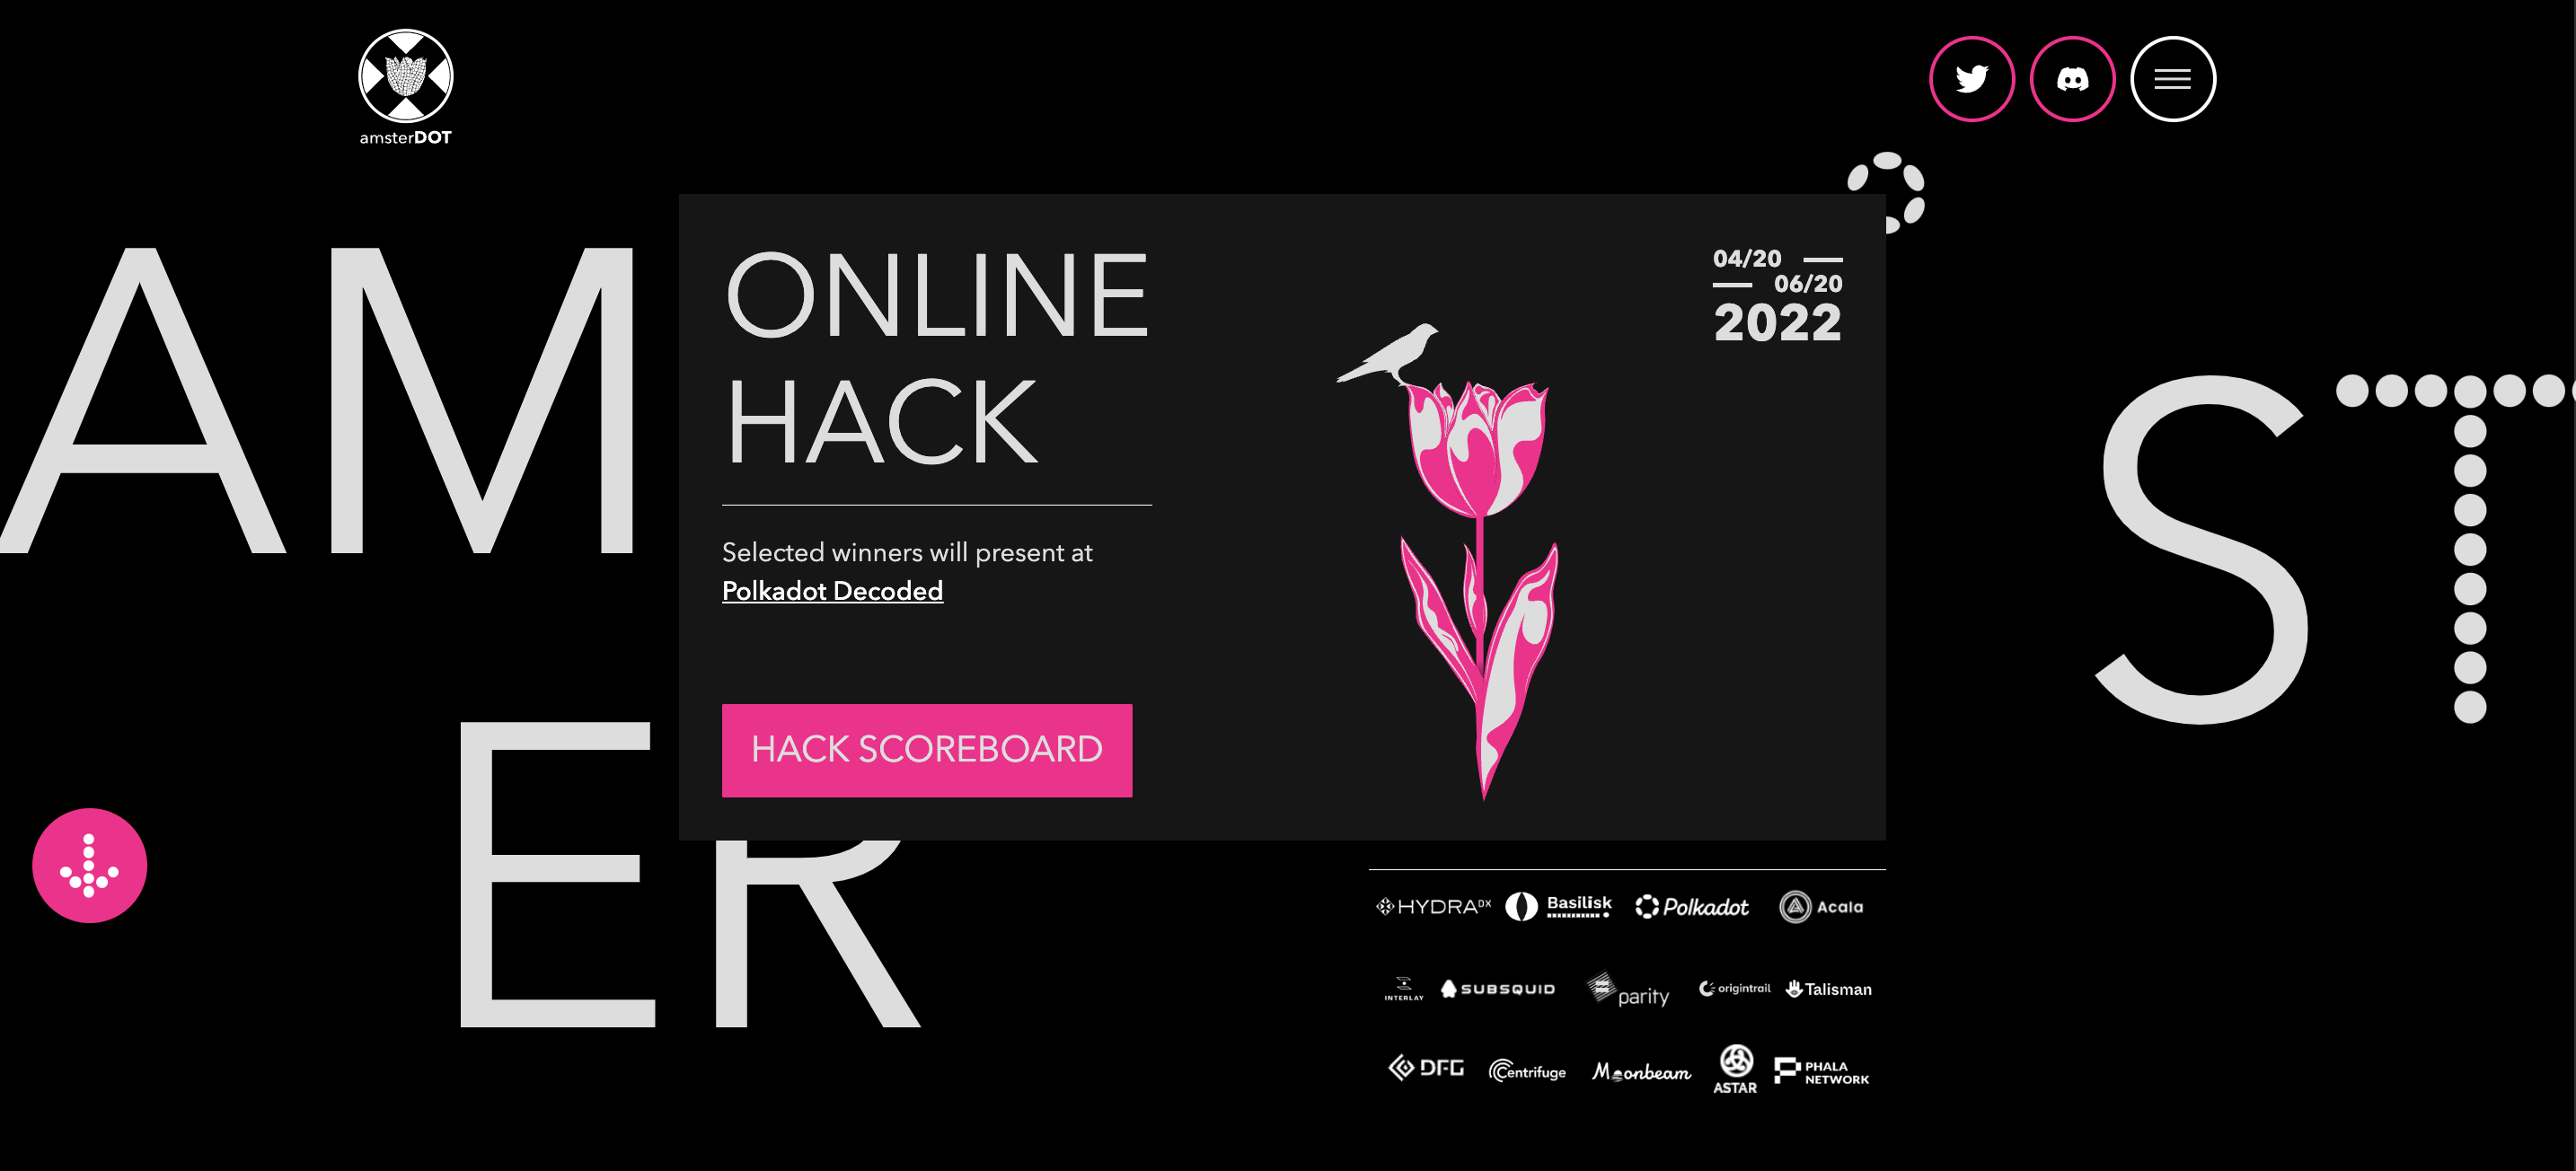 amsterDOT
AM
ST
ER
ONLINE
HACK
04/20
06/20
2022
Selected winners will present at
Polkadot Decoded
HACK SCOREBOARD
HYDRADX
Basilisk
Polkadot
Acala
INTERLAY
SUBSQUID
parity
origintrail
Talisman
DFG
Centrifuge
Moonbeam
ASTAR
PHALA
NETWORK